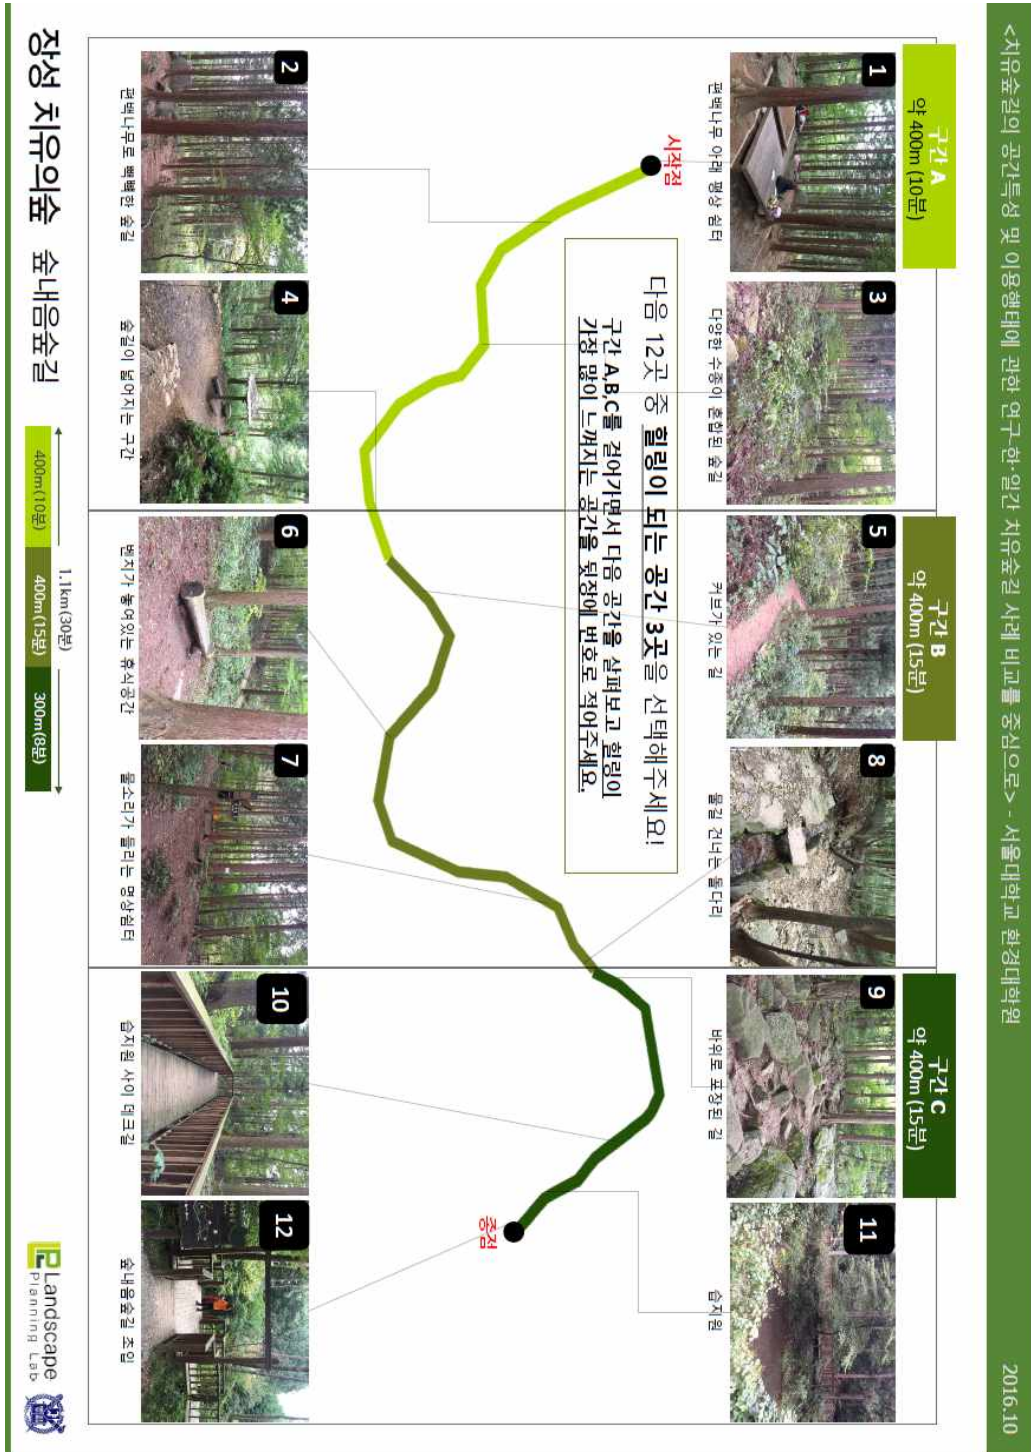 <치유숲길의 공간특성 및 이용행태에 관한 연구-한·일간 치유숲길 사례 비교를 중심으로> - 서울대학교 환경대학원
2016.10
구간 A
약 400m (10분)
구간 B
약 400m (15분)
구간 C
약 400m (15분)
1
편백나무 아래 평상 쉼터
3
다양한 수종이 혼합된 숲길
5
커브가 있는 길
8
물길 건너는 돌다리
9
바위로 포장된 길
11
습지원
시작점
다음 12곳 중 힐링이 되는 공간 3곳을 선택해주세요!
구간 A,B,C를 걸어가면서 다음 공간을 살펴보고 힐링이
가장 많이 느껴지는 공간을 뒷장에 번호로 적어주세요.
종점
2
편백나무로 빽빽한 숲길
4
숲길이 넓어지는 구간
6
벤치가 놓여있는 휴식공간
7
물소리가 들리는 명상쉼터
10
습지원 사이 데크길
12
숲내음숲길 초입
장성 치유의숲 숲내음숲길
1.1km(30분)
400m(10분)
400m(15분)
300m(8분)
Landscape
Planning Lab